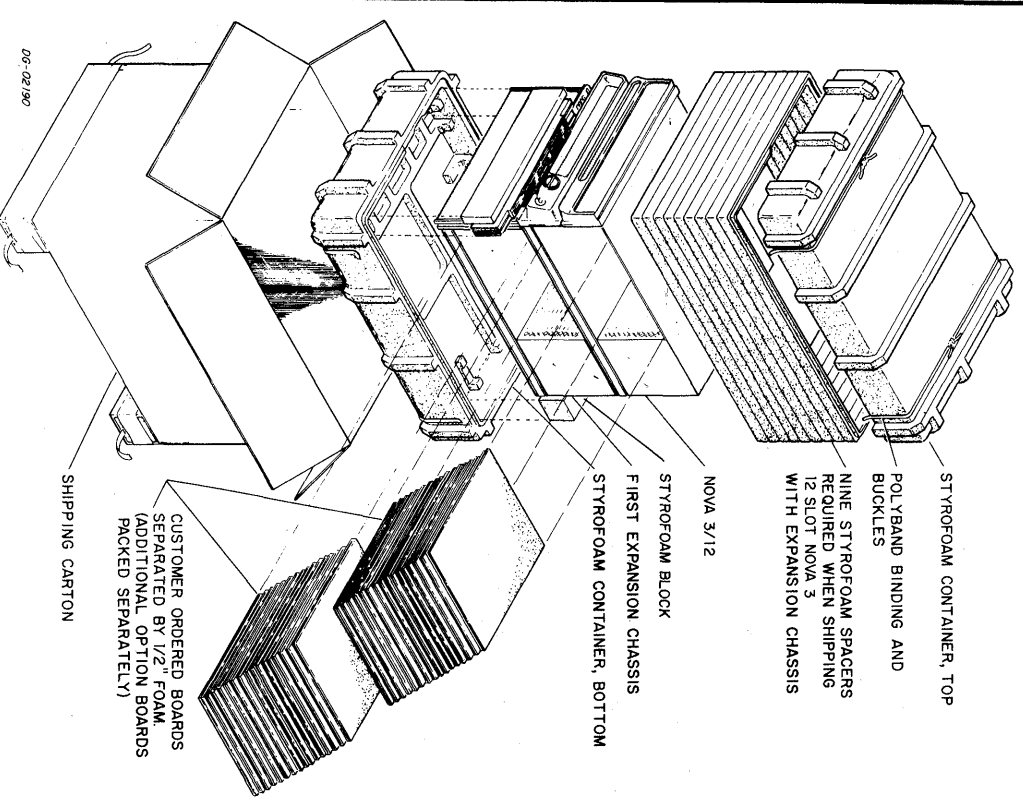 STYROFOAM CONTAINER, TOP
POLYBAND BINDING AND
BUCKLES
NINE STYROFOAM SPACERS
REQUIRED WHEN SHIPPING
12 SLOT NOVA 3
WITH EXPANSION CHASSIS
NOVA 3/12
STYROFOAM BLOCK
FIRST EXPANSION CHASSIS
STYROFOAM CONTAINER, BOTTOM
CUSTOMER ORDERED BOARDS
SEPARATED BY 1/2" FOAM.
(ADDITIONAL OPTION BOARDS
PACKED SEPARATELY)
SHIPPING CARTON
DG-02190